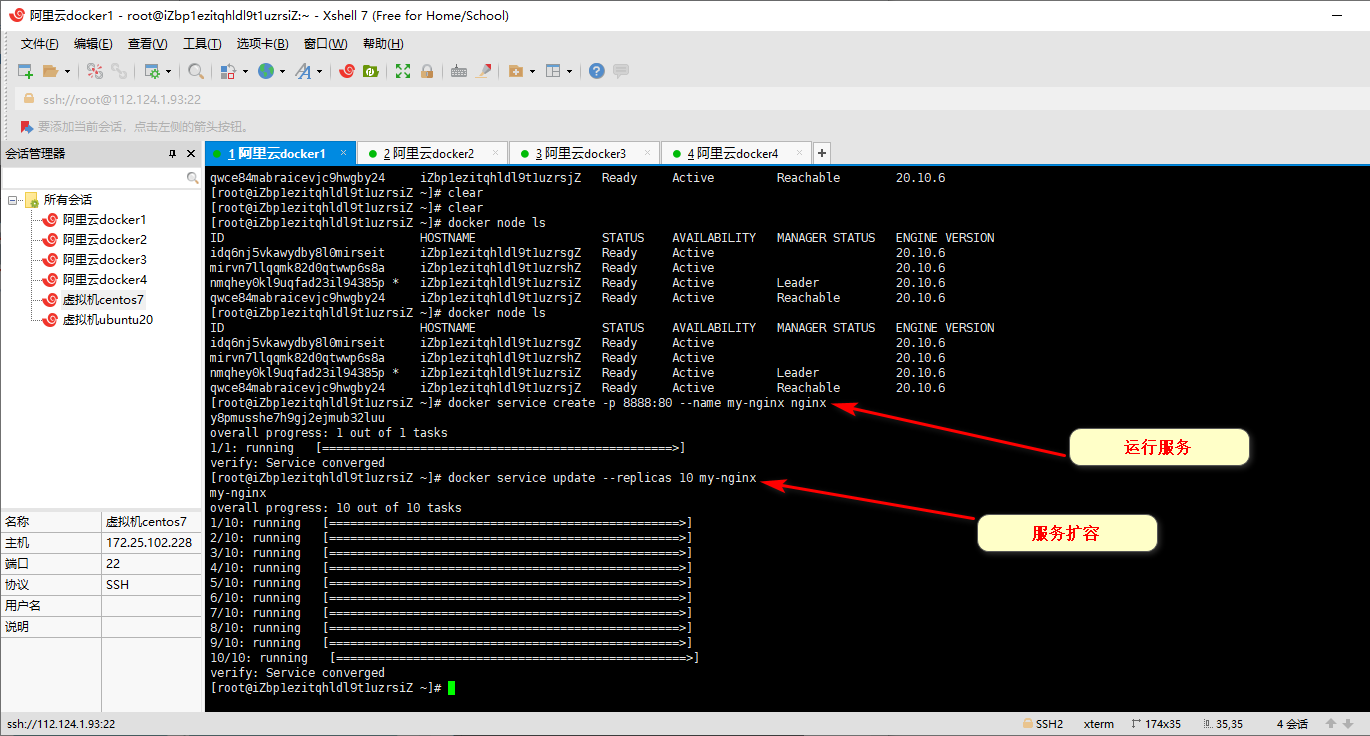 阿里云docker1 - root@iZbp1ezitqhldl9t1uzrsiZ:~ - Xshell 7 (Free for Home/School)
文件(F) 编辑(E) 查看(V) 工具(T) 选项卡(B) 窗口(W) 帮助(H)
ssh://root@112.124.1.93:22
要添加当前会话，点击左侧的箭头按钮。
会话管理器
1 阿里云docker1 2 阿里云docker2 3 阿里云docker3 4 阿里云docker4
所有会话
阿里云docker1
阿里云docker2
阿里云docker3
阿里云docker4
虚拟机centos7
虚拟机ubuntu20
名称 虚拟机centos7
主机 172.25.102.228
端口 22
协议 SSH
用户名
说明
qwce84mabraicevjc9hwgby24 iZbp1ezitqhldl9t1uzrsjZ Ready Active Reachable 20.10.6
[root@iZbp1ezitqhldl9t1uzrsiZ ~]# clear
[root@iZbp1ezitqhldl9t1uzrsiZ ~]# clear
[root@iZbp1ezitqhldl9t1uzrsiZ ~]# docker node ls
ID HOSTNAME STATUS AVAILABILITY MANAGER STATUS ENGINE VERSION
idq6nj5vkawydby8l0mirseit iZbp1ezitqhldl9t1uzrsgZ Ready Active 20.10.6
mirvn7llqqmk82d0qtwwp6s8a iZbp1ezitqhldl9t1uzrshZ Ready Active 20.10.6
nmqhey0kl9uqfad23il94385p * iZbp1ezitqhldl9t1uzrsiZ Ready Active Leader 20.10.6
qwce84mabraicevjc9hwgby24 iZbp1ezitqhldl9t1uzrsjZ Ready Active Reachable 20.10.6
[root@iZbp1ezitqhldl9t1uzrsiZ ~]# docker node ls
ID HOSTNAME STATUS AVAILABILITY MANAGER STATUS ENGINE VERSION
idq6nj5vkawydby8l0mirseit iZbp1ezitqhldl9t1uzrsgZ Ready Active 20.10.6
mirvn7llqqmk82d0qtwwp6s8a iZbp1ezitqhldl9t1uzrshZ Ready Active 20.10.6
nmqhey0kl9uqfad23il94385p * iZbp1ezitqhldl9t1uzrsiZ Ready Active Leader 20.10.6
qwce84mabraicevjc9hwgby24 iZbp1ezitqhldl9t1uzrsjZ Ready Active Reachable 20.10.6
[root@iZbp1ezitqhldl9t1uzrsiZ ~]# docker service create -p 8888:80 --name my-nginx nginx
y8pmusshe7h9gj2ejmub32luu
overall progress: 1 out of 1 tasks
1/1: running [==================================================>]
verify: Service converged
[root@iZbp1ezitqhldl9t1uzrsiZ ~]# docker service update --replicas 10 my-nginx
my-nginx
overall progress: 10 out of 10 tasks
1/10: running [==================================================>]
2/10: running [==================================================>]
3/10: running [==================================================>]
4/10: running [==================================================>]
5/10: running [==================================================>]
6/10: running [==================================================>]
7/10: running [==================================================>]
8/10: running [==================================================>]
9/10: running [==================================================>]
10/10: running [==================================================>]
verify: Service converged
[root@iZbp1ezitqhldl9t1uzrsiZ ~]#
运行服务
服务扩容
ssh://112.124.1.93:22 SSH2 xterm 174x35 35,35 4 会话